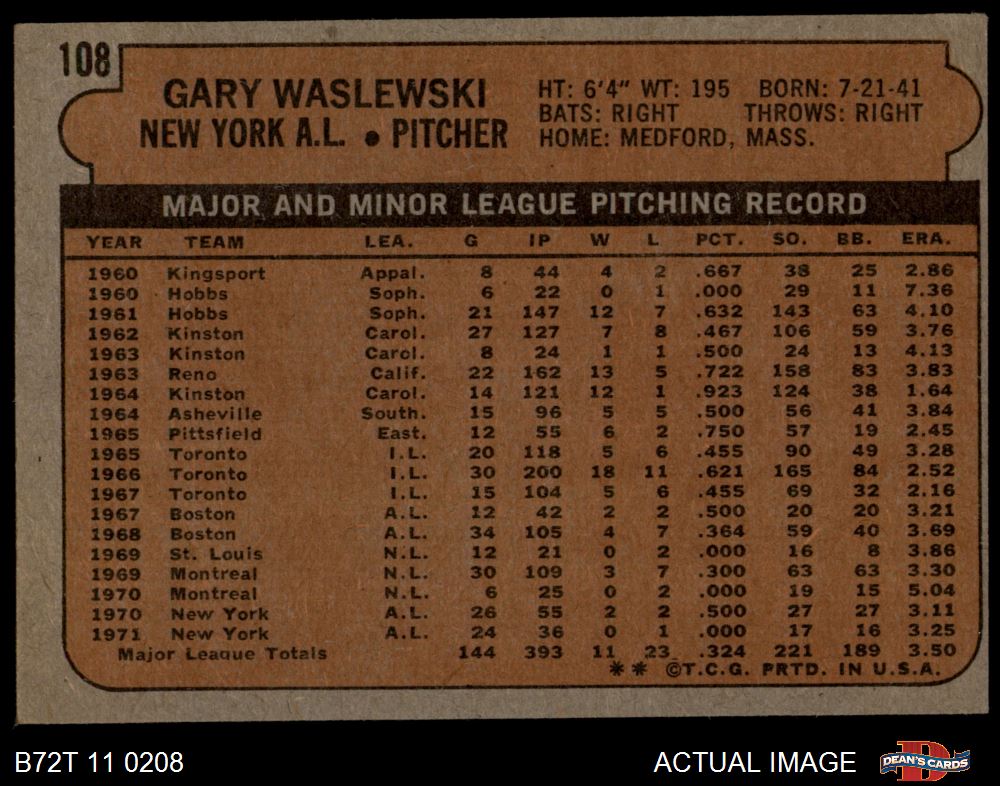 108
GARY WASLEWSKI
NEW YORK A.L. • PITCHER
HT: 6'4" WT: 195 BORN: 7-21-41
BATS: RIGHT THROWS: RIGHT
HOME: MEDFORD, MASS.
MAJOR AND MINOR LEAGUE PITCHING RECORD
YEAR TEAM LEA. G IP W L PCT. SO. BB. ERA.
1960 Kingsport Appal. 8 44 4 2 .667 38 25 2.86
1960 Hobbs Soph. 6 22 0 1 .000 29 11 7.36
1961 Hobbs Soph. 21 147 12 7 .632 143 63 4.10
1962 Kinston Carol. 27 127 7 8 .467 106 59 3.76
1963 Kinston Carol. 8 24 1 1 .500 24 13 4.13
1963 Reno Calif. 22 162 13 5 .722 158 83 3.83
1964 Kinston Carol. 14 121 12 1 .923 124 38 1.64
1964 Asheville South. 15 96 5 5 .500 56 41 3.84
1965 Pittsfield East. 12 55 6 2 .750 57 19 2.45
1965 Toronto I.L. 20 118 5 6 .455 90 49 3.28
1966 Toronto I.L. 30 200 18 11 .621 165 84 2.52
1967 Toronto I.L. 15 104 5 6 .455 69 32 2.16
1967 Boston A.L. 12 42 2 2 .500 20 20 3.21
1968 Boston A.L. 34 105 4 7 .364 59 40 3.69
1969 St. Louis N.L. 12 21 0 2 .000 16 8 3.86
1969 Montreal N.L. 30 109 3 7 .300 63 63 3.30
1970 Montreal N.L. 6 25 0 2 .000 19 15 5.04
1970 New York A.L. 26 55 2 2 .500 27 27 3.11
1971 New York A.L. 24 36 0 1 .000 17 16 3.25
Major League Totals 144 393 11 23 .324 221 189 3.50
** ©T.C.G. PRTD. IN U.S.A.
B72T 11 0208 ACTUAL IMAGE DEAN'S CARDS